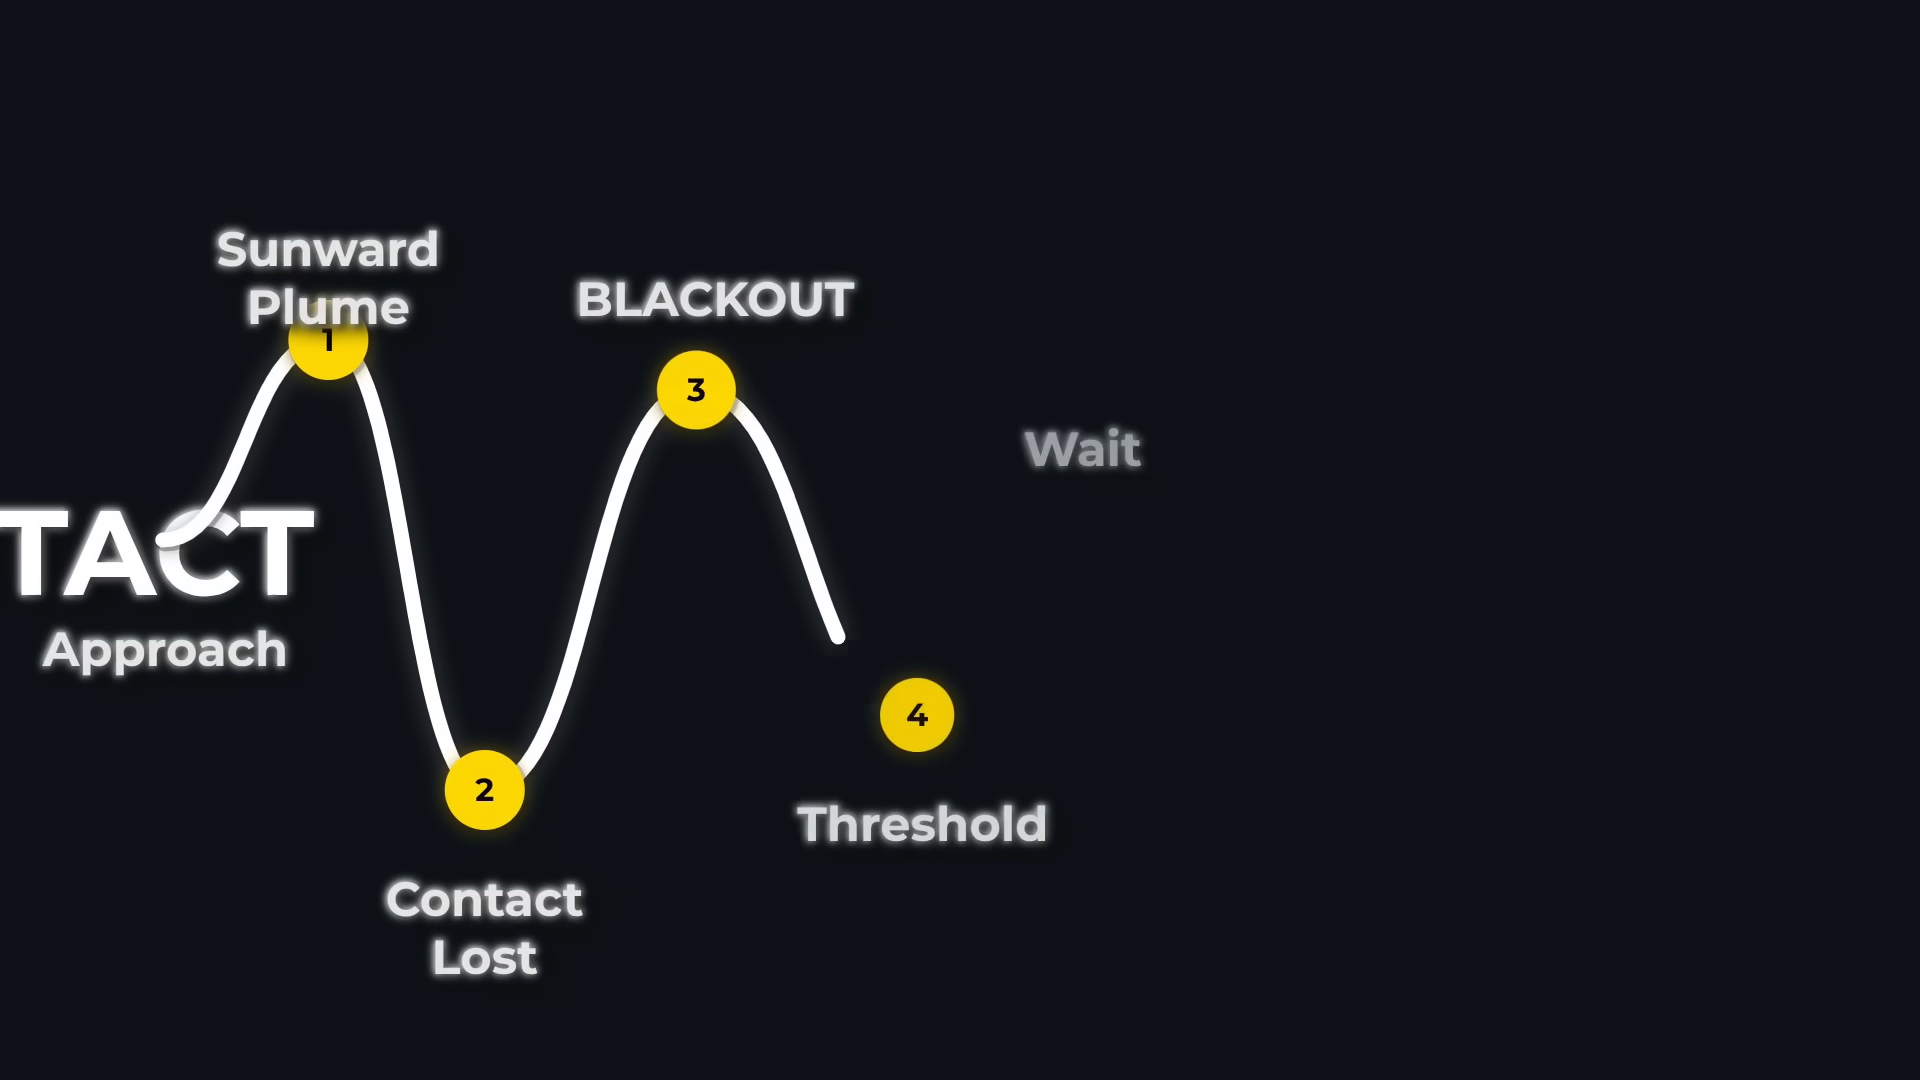 Sunward
Plume
1
BLACKOUT
3
Wait
TACT
Approach
4
2
Threshold
Contact
Lost